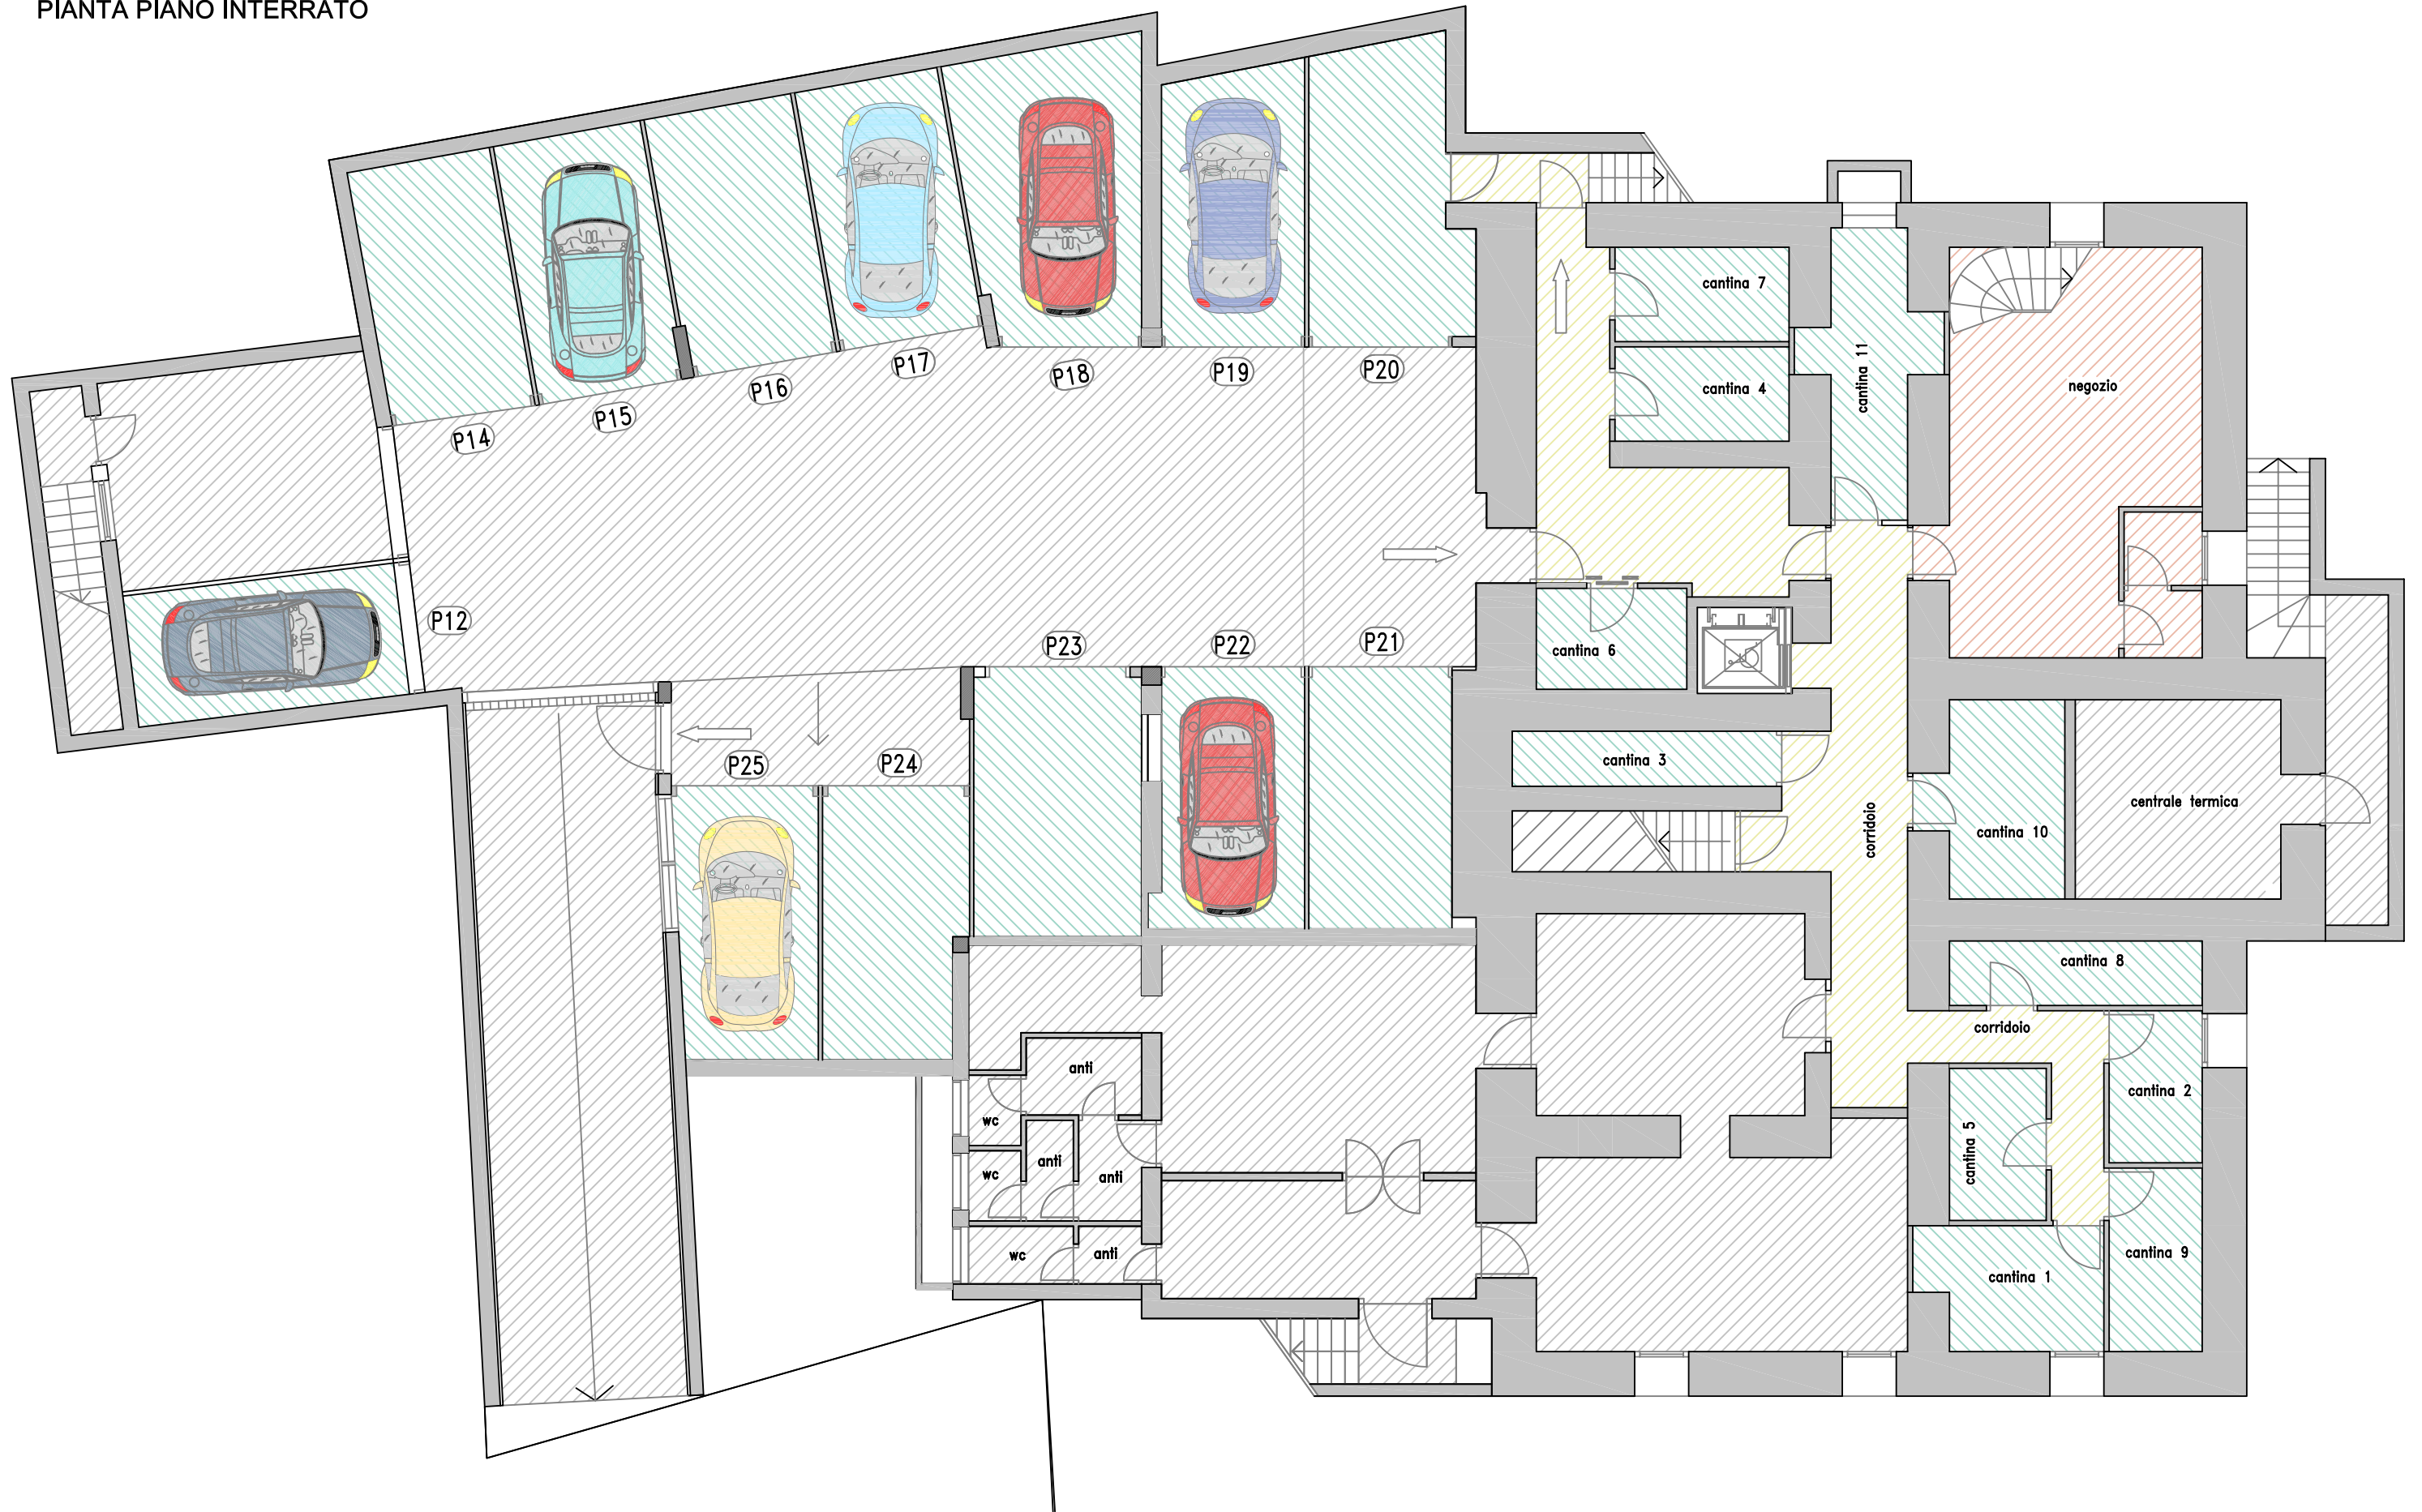 PIANTA PIANO INTERRATO
P14
P15
P16
P17
P18
P19
P20
P12
P23
P22
P21
P25
P24
cantina 7
cantina 4
cantina 11
negozio
cantina 6
cantina 3
corridoio
cantina 10
centrale termica
cantina 8
corridoio
cantina 2
cantina 5
cantina 9
cantina 1
anti
wc
wc
anti
anti
wc
anti